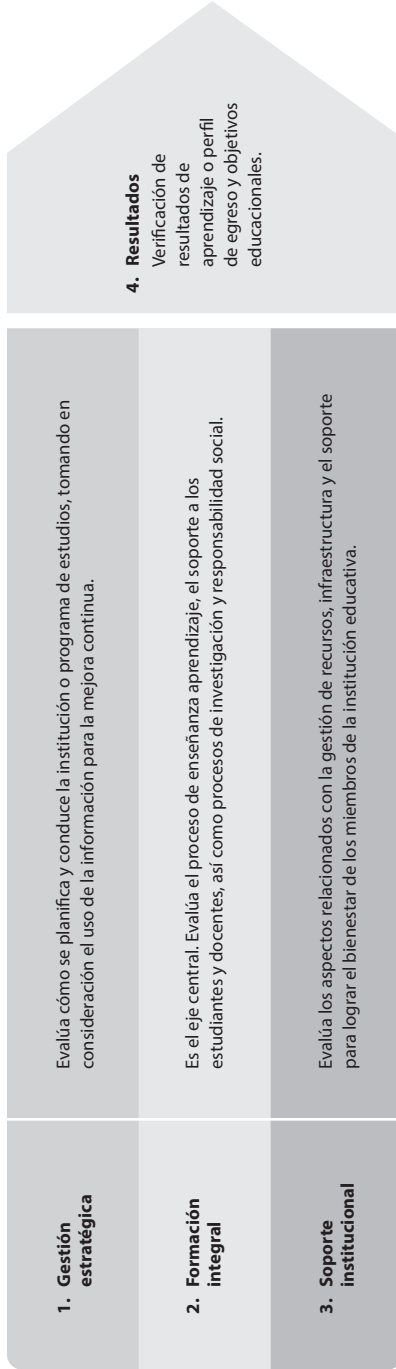 1. Gestión
estratégica
Evalúa cómo se planifica y conduce la institución o programa de estudios, tomando en
consideración el uso de la información para la mejora continua.
2. Formación
integral
Es el eje central. Evalúa el proceso de enseñanza aprendizaje, el soporte a los
estudiantes y docentes, así como procesos de investigación y responsabilidad social.
3. Soporte
institucional
Evalúa los aspectos relacionados con la gestión de recursos, infraestructura y el soporte
para lograr el bienestar de los miembros de la institución educativa.
4. Resultados
Verificación de
resultados de
aprendizaje o perfil
de egreso y objetivos
educacionales.